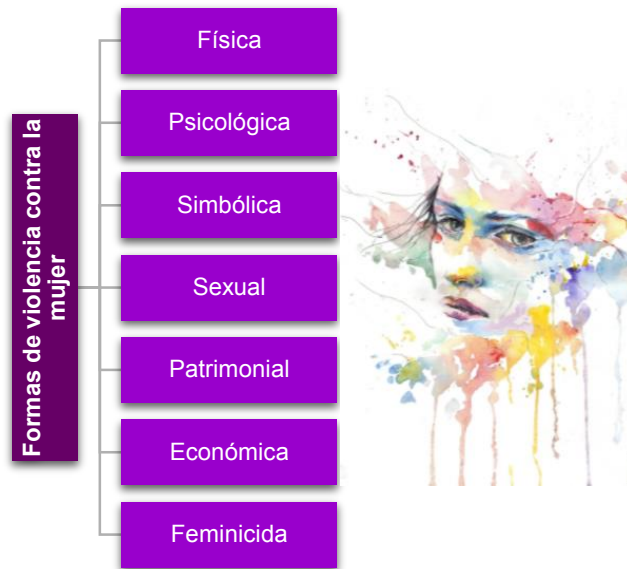 Formas de violencia contra la
mujer
Física
Psicológica
Simbólica
Sexual
Patrimonial
Económica
Feminicida